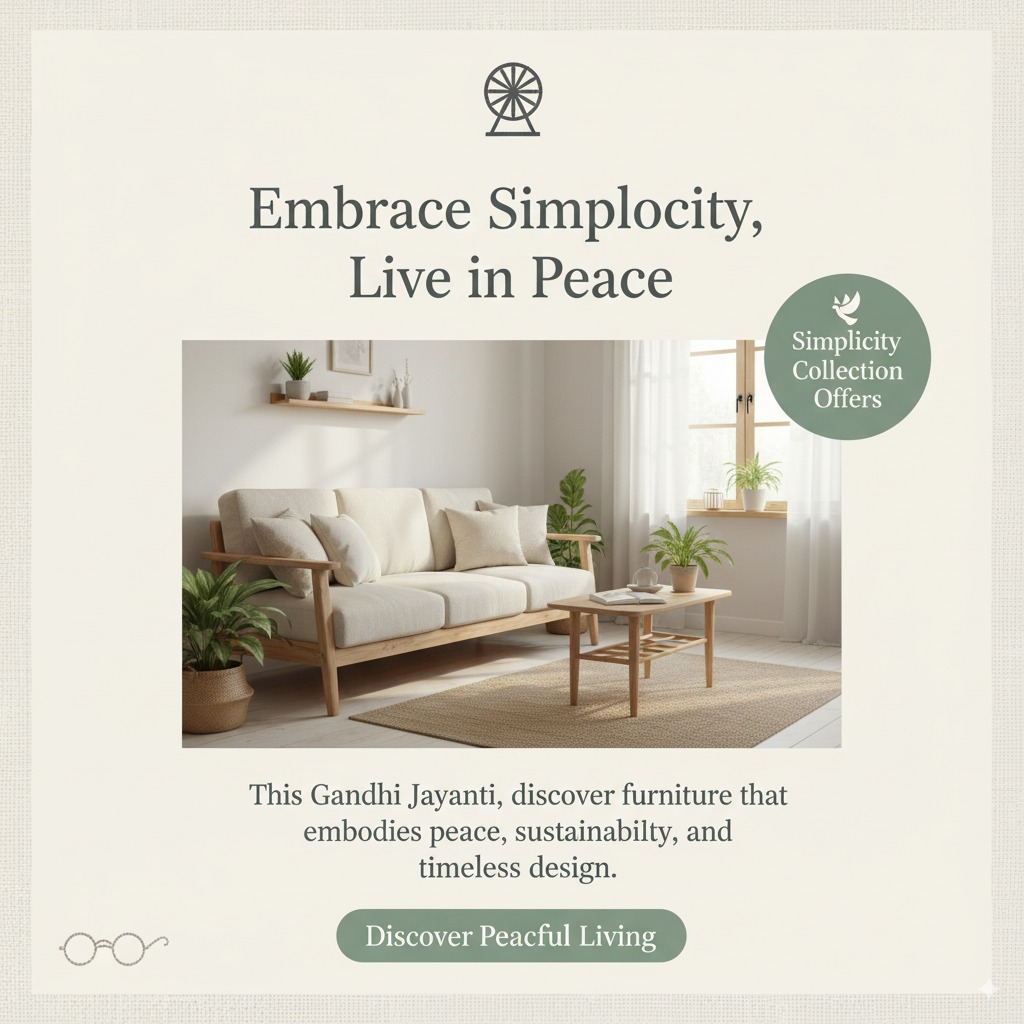 Embrace Simplocity,
Live in Peace
Simplicity
Collection
Offers
This Gandhi Jayanti, discover furniture that
embodies peace, sustainabilty, and
timeless design.
Discover Peacful Living